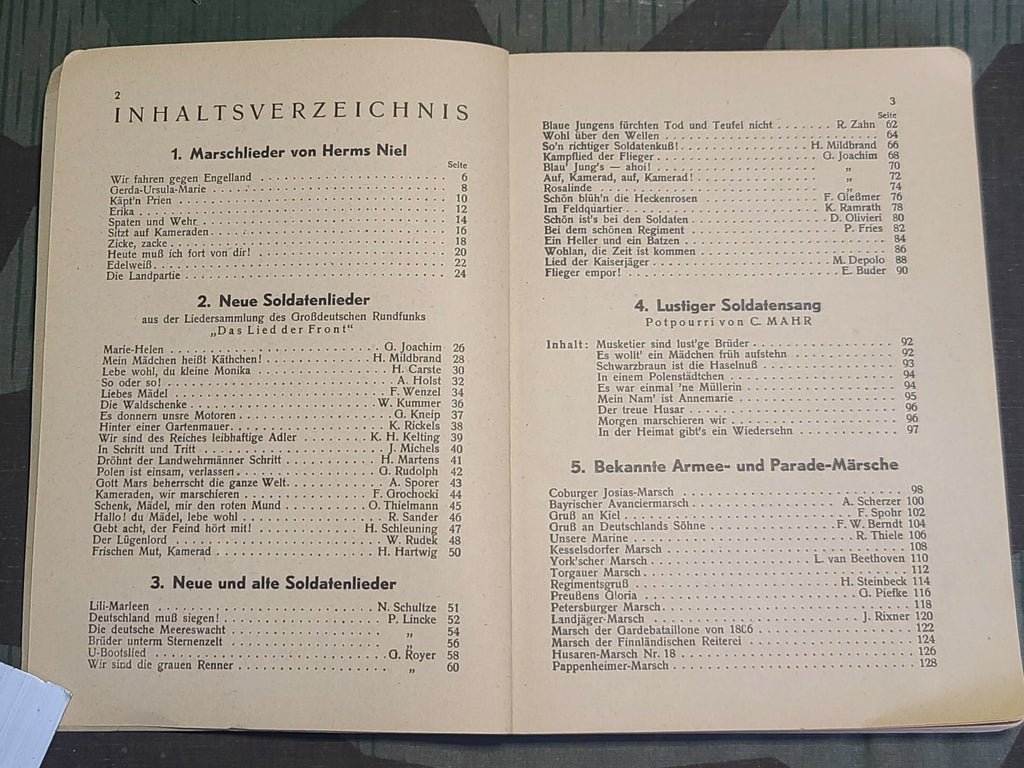 2
INHALTSVERZEICHNIS
1. Marschlieder von Herms Niel
Seite
Wir fahren gegen Engelland 6
Gerda-Ursula-Marie 8
Käpt'n Prien 10
Erika 12
Spaten und Wehr 14
Sitzt auf Kameraden 16
Zicke, zacke 18
Heute muß ich fort von dir! 20
Edelweiß 22
Die Landpartie 24
2. Neue Soldatenlieder
aus der Liedersammlung des Großdeutschen Rundfunks
„Das Lied der Front"
Marie-Helen G. Joachim 26
Mein Mädchen heißt Käthchen! H. Mildbrand 28
Lebe wohl, du kleine Monika H. Carste 30
So oder so! A. Holst 32
Liebes Mädel F. Wenzel 34
Die Waldschenke W. Kummer 36
Es donnern unsre Motoren G. Kneip 37
Hinter einer Gartenmauer K. Rickels 38
Wir sind des Reiches leibhaftige Adler K. H. Kelting 39
In Schritt und Tritt J. Michels 40
Dröhnt der Landwehrmänner Schritt H. Martens 41
Polen ist einsam, verlassen G. Rudolph 42
Gott Mars beherrscht die ganze Welt A. Sporer 43
Kameraden, wir marschieren F. Grochocki 44
Schenk, Mädel, mir den roten Mund O. Thielmann 45
Hallo! du Mädel, lebe wohl R. Sander 46
Gebt acht, der Feind hört mit! H. Schleuning 47
Der Lügenlord W. Rudek 48
Frischen Mut, Kamerad H. Hartwig 50
3. Neue und alte Soldatenlieder
Lili-Marleen N. Schultze 51
Deutschland muß siegen! P. Lincke 52
Die deutsche Meereswacht „ 54
Brüder unterm Sternenzelt „ 56
U-Bootslied G. Royer 58
Wir sind die grauen Renner „ 60
3
Seite
Blaue Jungens fürchten Tod und Teufel nicht R. Zahn 62
Wohl über den Wellen 64
So'n richtiger Soldatenkuß! H. Mildbrand 66
Kampflied der Flieger G. Joachim 68
Blau' Jung's — ahoi! „ 70
Auf, Kamerad, auf, Kamerad! „ 72
Rosalinde „ 74
Schön blüh'n die Heckenrosen F. Gleßmer 76
Im Feldquartier K. Ramrath 78
Schön ist's bei den Soldaten D. Olivieri 80
Bei dem schönen Regiment P. Fries 82
Ein Heller und ein Batzen 84
Wohlan, die Zeit ist kommen 86
Lied der Kaiserjäger M. Depolo 88
Flieger empor! E. Buder 90
4. Lustiger Soldatensang
Potpourri von C. MAHR
Inhalt: Musketier sind lust'ge Brüder 92
Es wollt' ein Mädchen früh aufstehn 92
Schwarzbraun ist die Haselnuß 93
In einem Polenstädtchen 94
Es war einmal 'ne Müllerin 94
Mein Nam' ist Annemarie 95
Der treue Husar 96
Morgen marschieren wir 96
In der Heimat gibt's ein Wiedersehn 97
5. Bekannte Armee- und Parade-Märsche
Coburger Josias-Marsch 98
Bayrischer Avanciermarsch A. Scherzer 100
Gruß an Kiel F. Spohr 102
Gruß an Deutschlands Söhne F. W. Berndt 104
Unsere Marine R. Thiele 106
Kesselsdorfer Marsch 108
York'scher Marsch L. van Beethoven 110
Torgauer Marsch 112
Regimentsgruß H. Steinbeck 114
Preußens Gloria G. Piefke 116
Petersburger Marsch 118
Landjäger-Marsch J. Rixner 120
Marsch der Gardebataillone von 1806 122
Marsch der Finnländischen Reiterei 124
Husaren-Marsch Nr. 18 126
Pappenheimer-Marsch 128